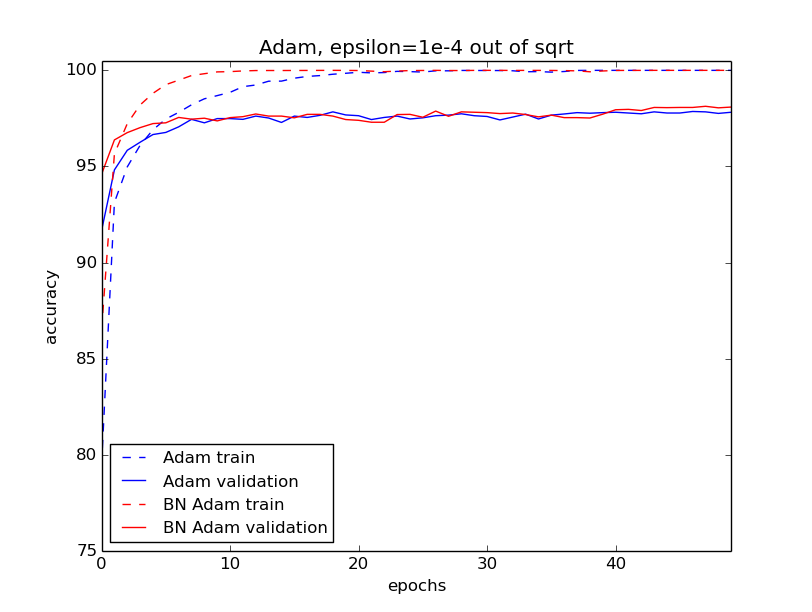 Adam, epsilon=1e-4 out of sqrt
100
95
90
85
80
75
accuracy
Adam train
Adam validation
BN Adam train
BN Adam validation
0
10
20
30
40
epochs